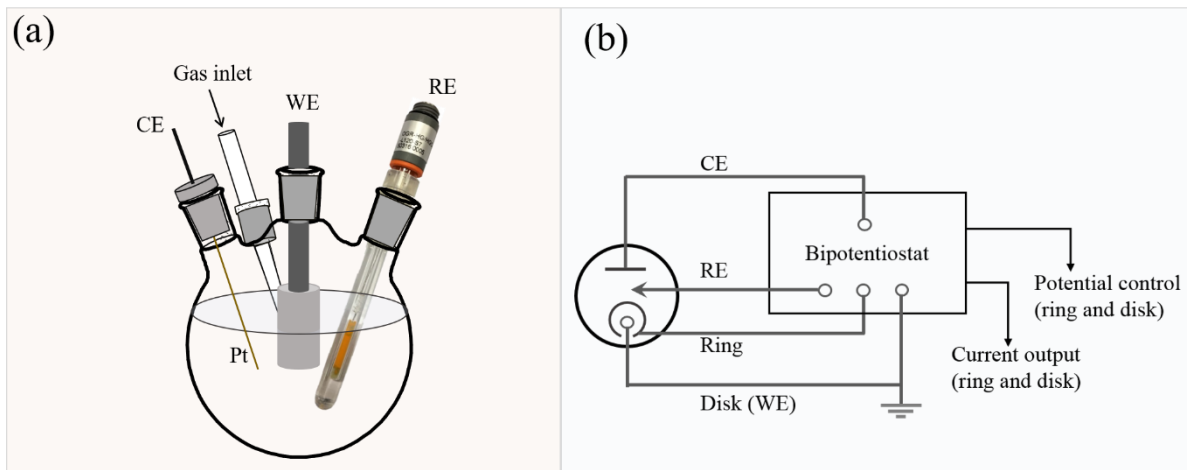 (a)
Gas inlet
CE
WE
RE
Pt
(b)
CE
Bipotentiostat
RE
Ring
Disk (WE)
Potential control
(ring and disk)
Current output
(ring and disk)